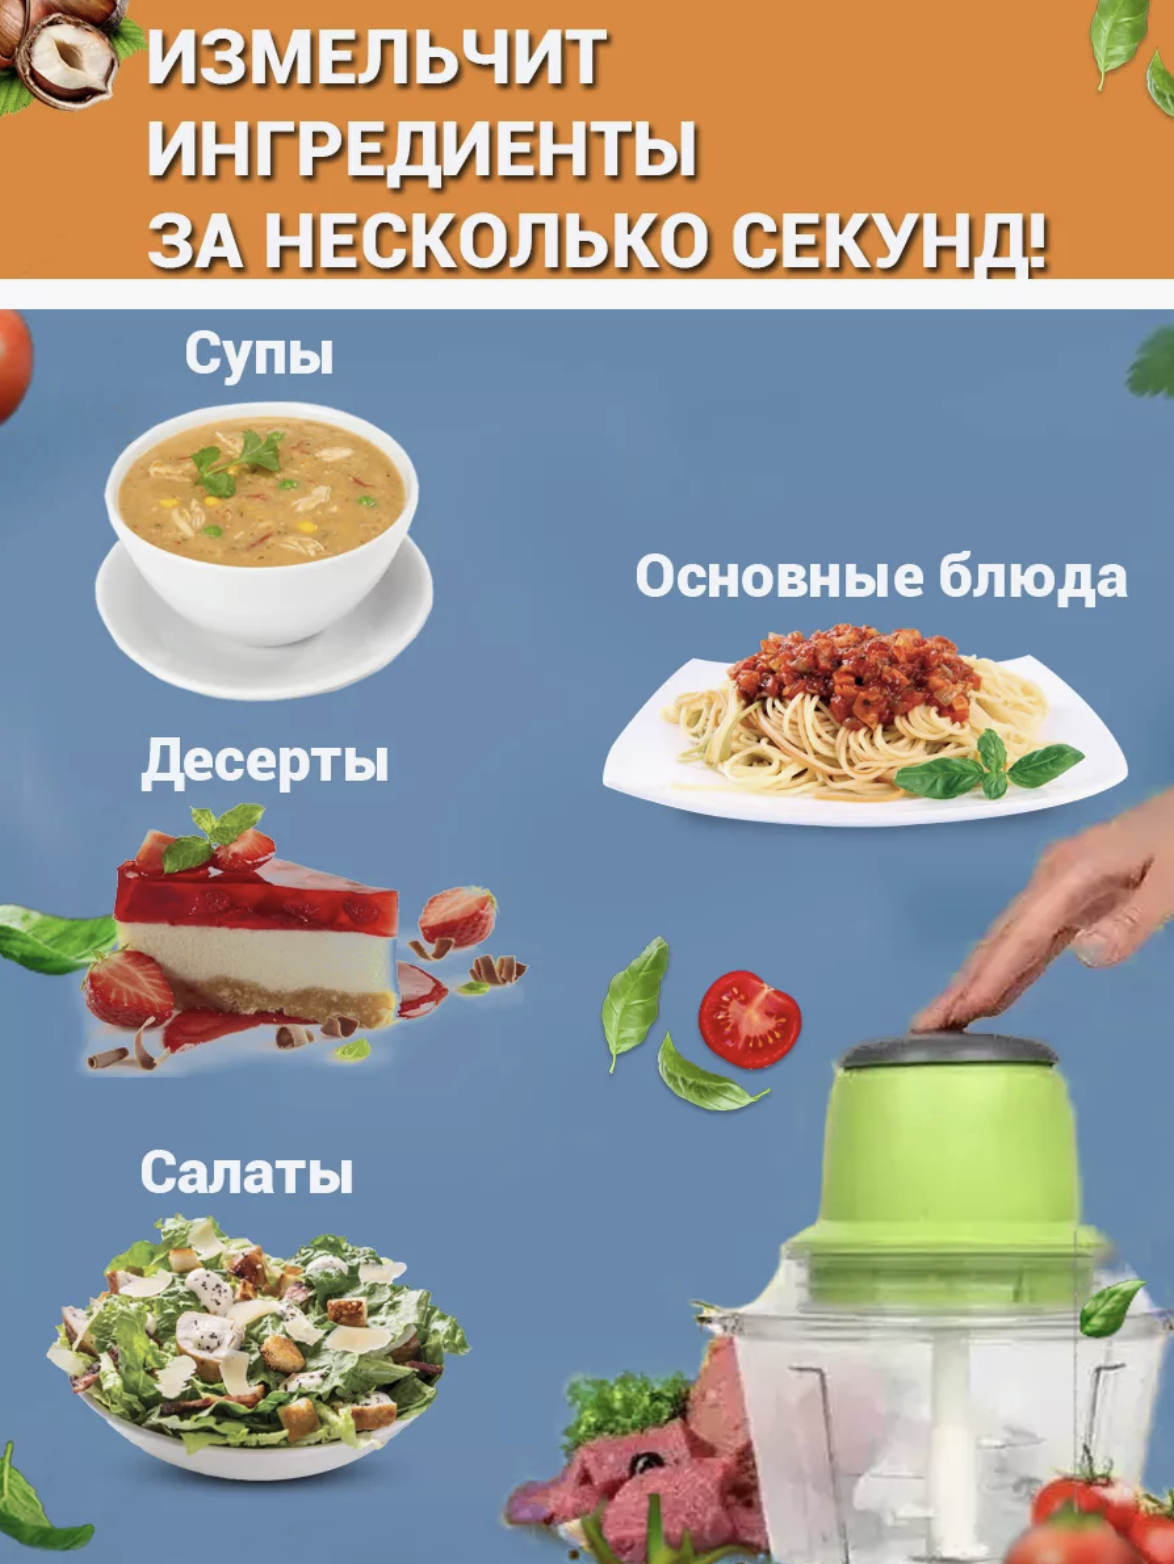 ИЗМЕЛЬЧИТ
ИНГРЕДИЕНТЫ
ЗА НЕСКОЛЬКО СЕКУНД!
Супы
Основные блюда
Десерты
Салаты